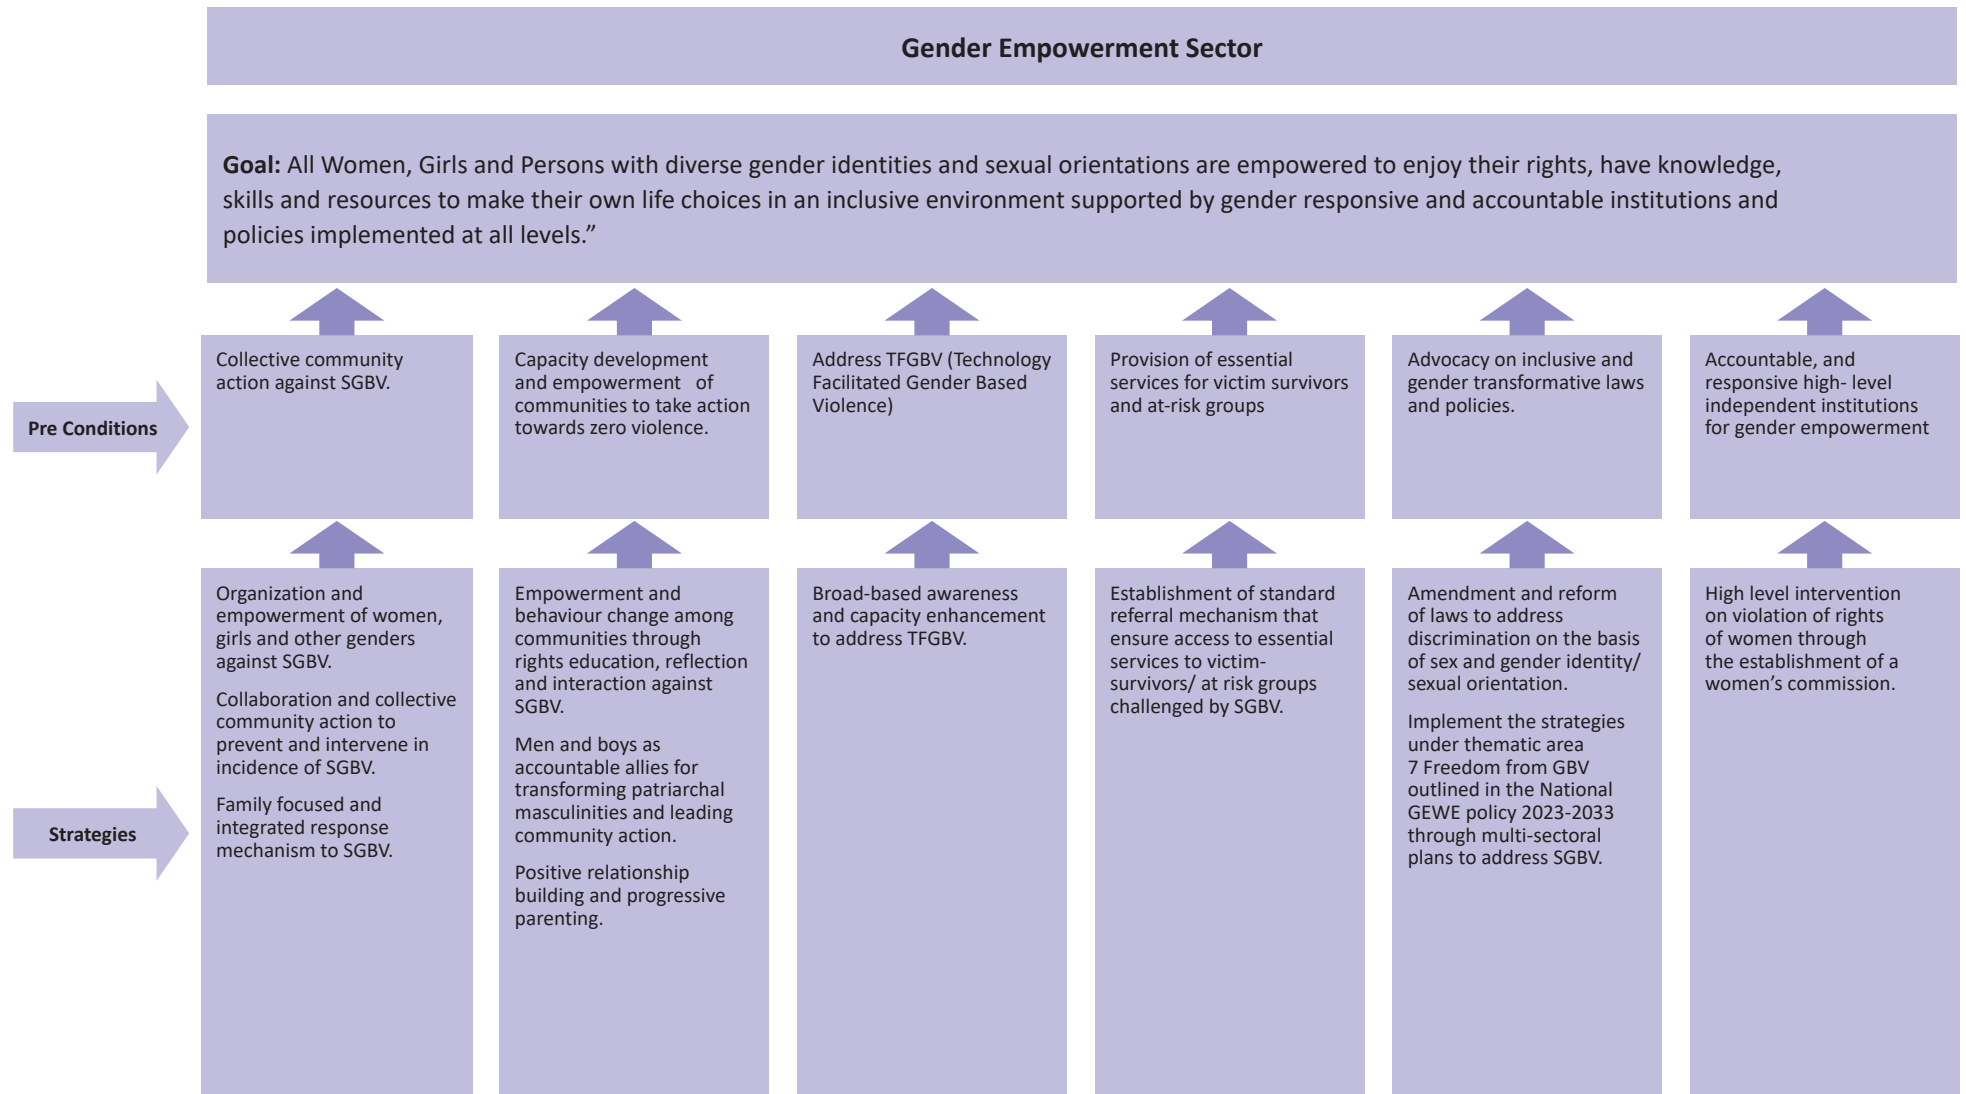 Gender Empowerment Sector
Goal: All Women, Girls and Persons with diverse gender identities and sexual orientations are empowered to enjoy their rights, have knowledge,
skills and resources to make their own life choices in an inclusive environment supported by gender responsive and accountable institutions and
policies implemented at all levels.”
Pre Conditions
Collective community
action against SGBV.
Capacity development
and empowerment of
communities to take action
towards zero violence.
Address TFGBV (Technology
Facilitated Gender Based
Violence)
Provision of essential
services for victim survivors
and at-risk groups
Advocacy on inclusive and
gender transformative laws
and policies.
Accountable, and
responsive high- level
independent institutions
for gender empowerment
Strategies
Organization and
empowerment of women,
girls and other genders
against SGBV.
Collaboration and collective
community action to
prevent and intervene in
incidence of SGBV.
Family focused and
integrated response
mechanism to SGBV.
Empowerment and
behaviour change among
communities through
rights education, reflection
and interaction against
SGBV.
Men and boys as
accountable allies for
transforming patriarchal
masculinities and leading
community action.
Positive relationship
building and progressive
parenting.
Broad-based awareness
and capacity enhancement
to address TFGBV.
Establishment of standard
referral mechanism that
ensure access to essential
services to victim-
survivors/ at risk groups
challenged by SGBV.
Amendment and reform
of laws to address
discrimination on the basis
of sex and gender identity/
sexual orientation.
Implement the strategies
under thematic area
7 Freedom from GBV
outlined in the National
GEWE policy 2023-2033
through multi-sectoral
plans to address SGBV.
High level intervention
on violation of rights
of women through
the establishment of a
women’s commission.